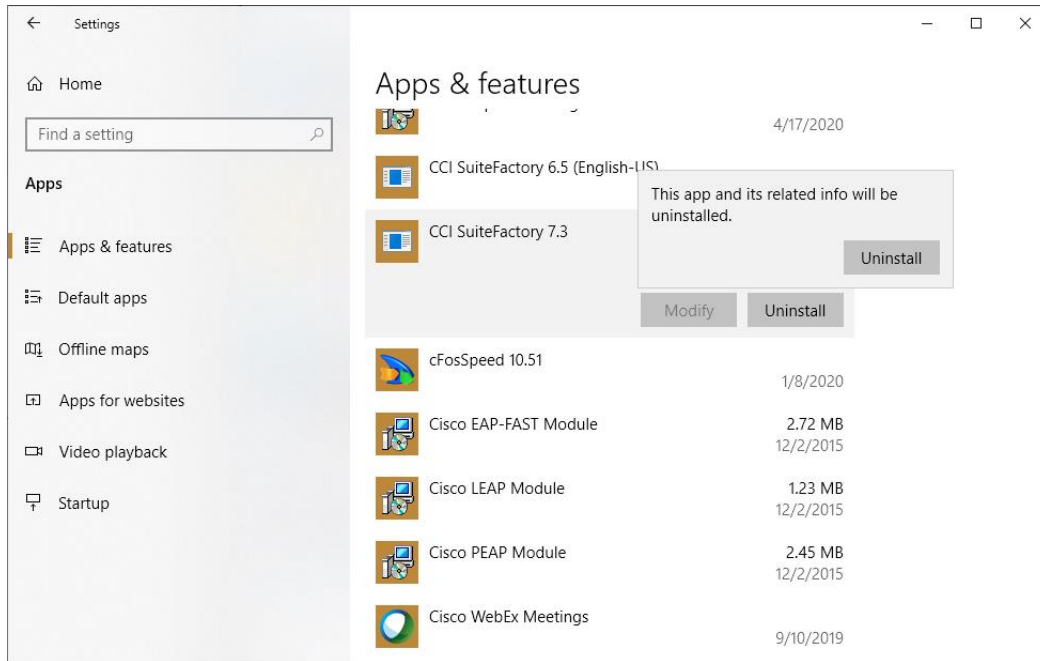 Settings
Home
Find a setting
Apps
Apps & features
Default apps
Offline maps
Apps for websites
Video playback
Startup
Apps & features
4/17/2020
CCI SuiteFactory 6.5 (English-US)
CCI SuiteFactory 7.3
This app and its related info will be
uninstalled.
Uninstall
Modify
Uninstall
cFosSpeed 10.51
1/8/2020
Cisco EAP-FAST Module
2.72 MB
12/2/2015
Cisco LEAP Module
1.23 MB
12/2/2015
Cisco PEAP Module
2.45 MB
12/2/2015
Cisco WebEx Meetings
9/10/2019